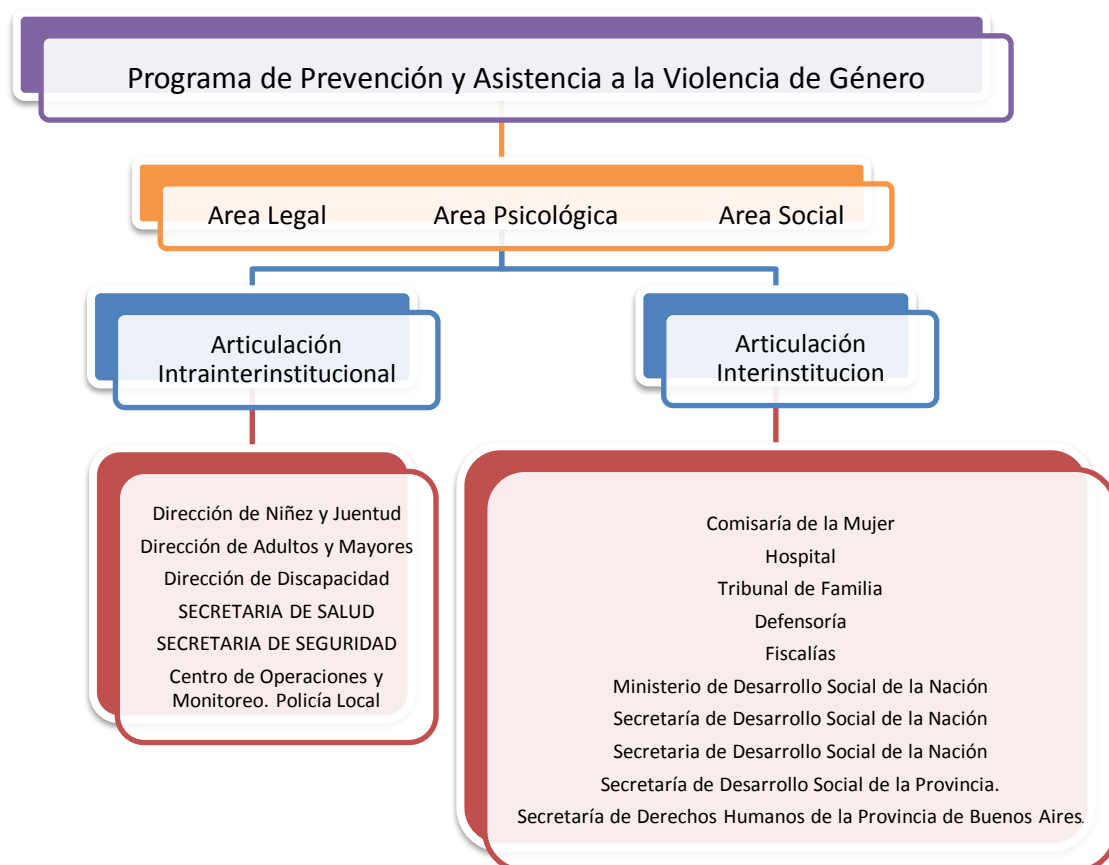 Programa de Prevención y Asistencia a la Violencia de Género
Area Legal Area Psicológica Area Social
Articulación
Intrainterinstitucional
Articulación
Interinstitucion
Dirección de Niñez y Juentud
Dirección de Adultos y Mayores
Dirección de Discapacidad
SECRETARIA DE SALUD
SECRETARIA DE SEGURIDAD
Centro de Operaciones y
Monitoreo. Policía Local
Comisaría de la Mujer
Hospital
Tribunal de Familia
Defensoría
Fiscalías
Ministerio de Desarrollo Social de la Nación
Secretaría de Desarrollo Social de la Nación
Secretaria de Desarrollo Social de la Nación
Secretaría de Desarrollo Social de la Provincia.
Secretaría de Derechos Humanos de la Provincia de Buenos Aires.